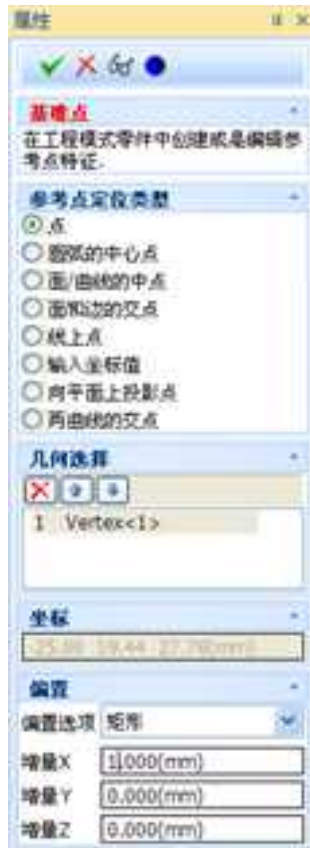 属性
基准点
在工程模式零件中创建或是编辑参
考点特征.
参考点定位类型
点
圆弧的中心点
面/曲线的中点
面和边的交点
线上点
输入坐标值
向平面上投影点
两曲线的交点
几何选择
1 Vertex<1>
坐标
偏置
偏置选项 矩形
增量X 1.000(mm)
增量Y 0.000(mm)
增量Z 0.000(mm)